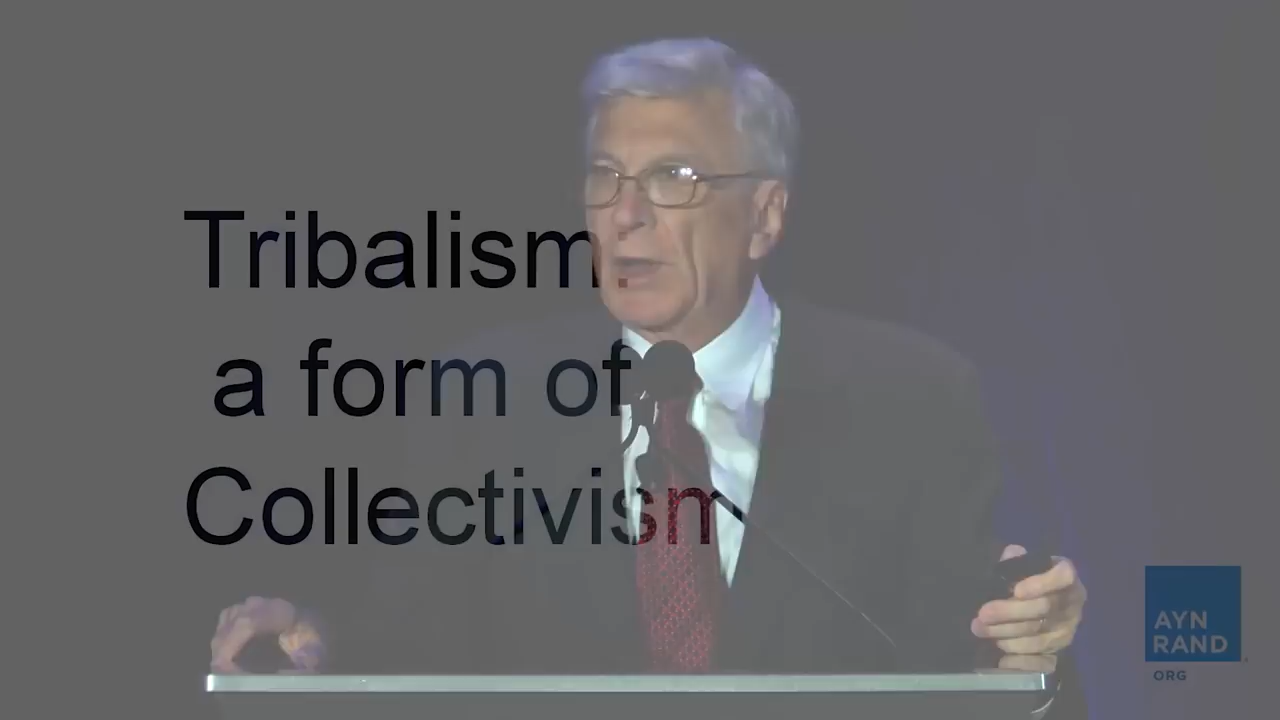 Tribalism:
a form of
Collectivism
AYN
RAND
ORG